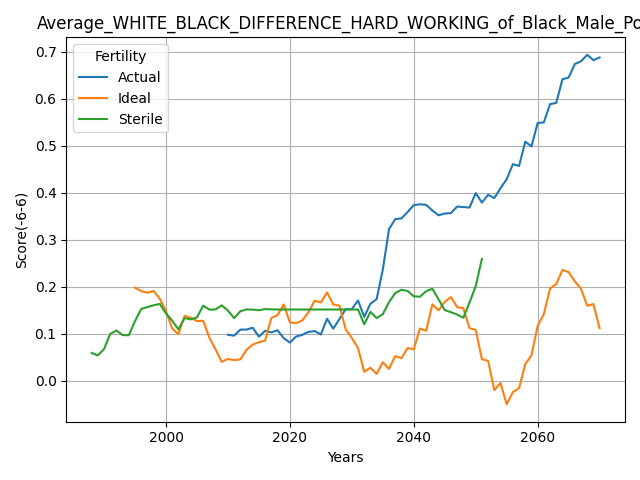 Average_WHITE_BLACK_DIFFERENCE_HARD_WORKING_of_Black_Male_Po
Fertility
Actual
Ideal
Sterile
Score(-6-6)
0.7
0.6
0.5
0.4
0.3
0.2
0.1
0.0
2000 2020 2040 2060
Years